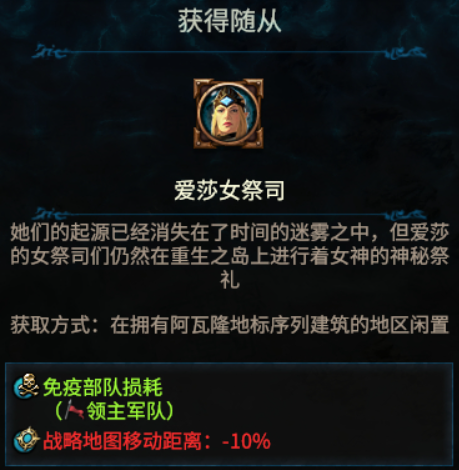 获得随从
爱莎女祭司
她们的起源已经消失在了时间的迷雾之中，但爱莎
的女祭司们仍然在重生之岛上进行着女神的神秘祭
礼
获取方式：在拥有阿瓦隆地标序列建筑的地区闲置
免疫部队损耗
（领主军队）
战略地图移动距离：-10%